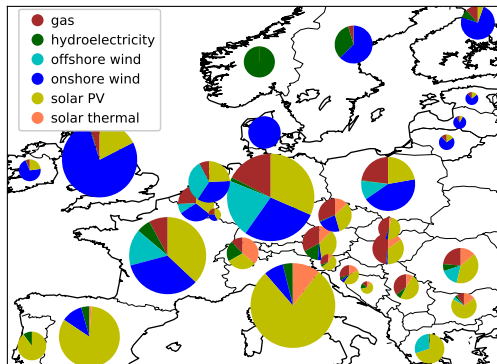 gas
hydroelectricity
offshore wind
onshore wind
solar PV
solar thermal